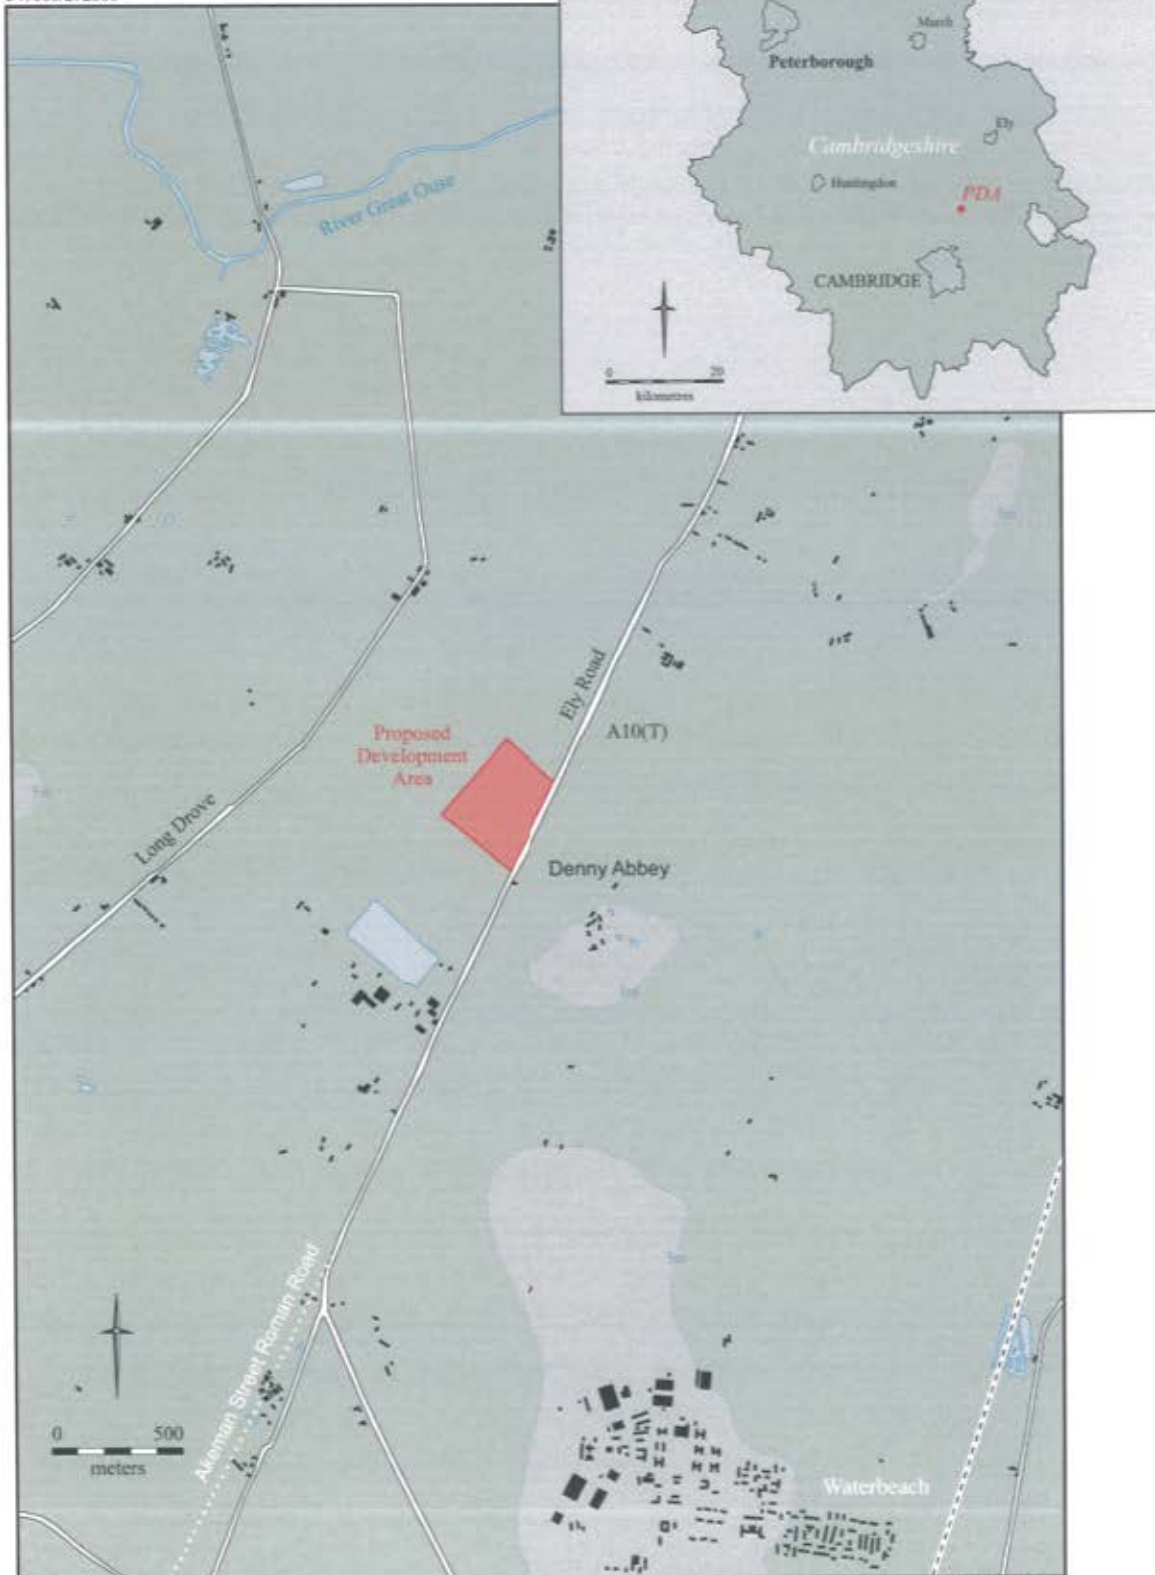 March
Peterborough
Ely
Cambridgeshire
Huntingdon
PDA
CAMBRIDGE
0 20
kilometres
River Great Ouse
Ely Road
A10(T)
Proposed
Development
Area
Long Drove
Denny Abbey
Akeman Street Roman Road
0 500
meters
Waterbeach